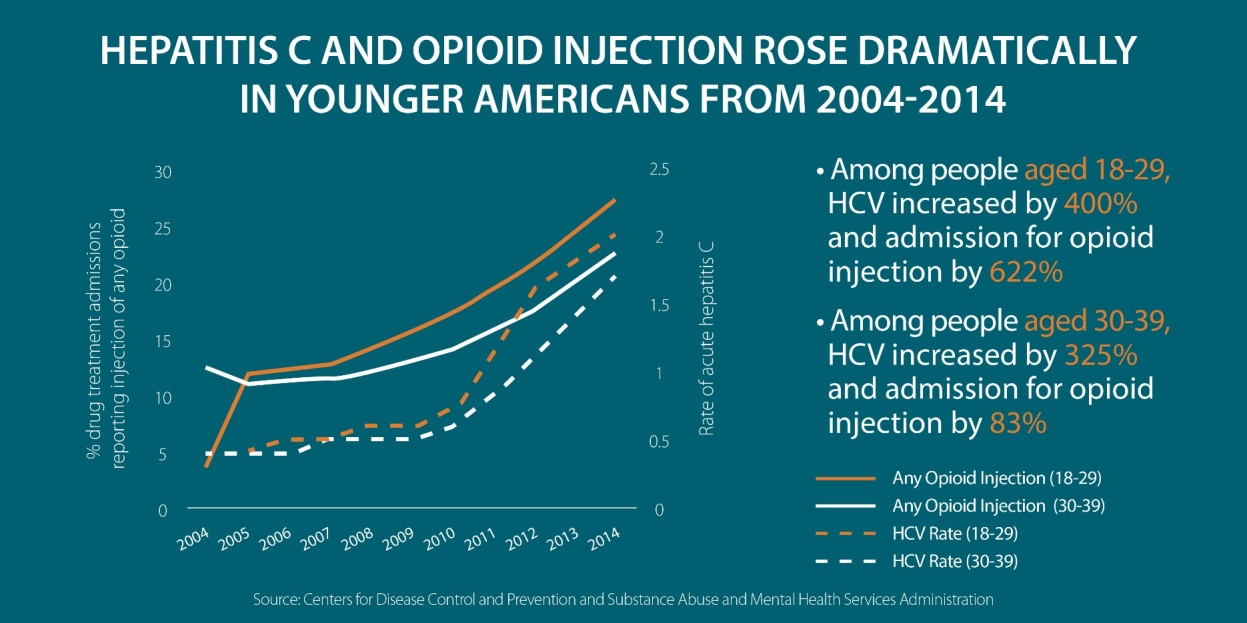 HEPATITIS C AND OPIOID INJECTION ROSE DRAMATICALLY
IN YOUNGER AMERICANS FROM 2004-2014
% drug treatment admissions
reporting injection of any opioid
30
25
20
15
10
5
0
2004
2005
2006
2007
2008
2009
2010
2011
2012
2013
2014
2.5
2
1.5
1
0.5
0
Rate of acute hepatitis C
• Among people aged 18-29,
HCV increased by 400%
and admission for opioid
injection by 622%
• Among people aged 30-39,
HCV increased by 325%
and admission for opioid
injection by 83%
Any Opioid Injection (18-29)
Any Opioid Injection (30-39)
HCV Rate (18-29)
HCV Rate (30-39)
Source: Centers for Disease Control and Prevention and Substance Abuse and Mental Health Services Administration